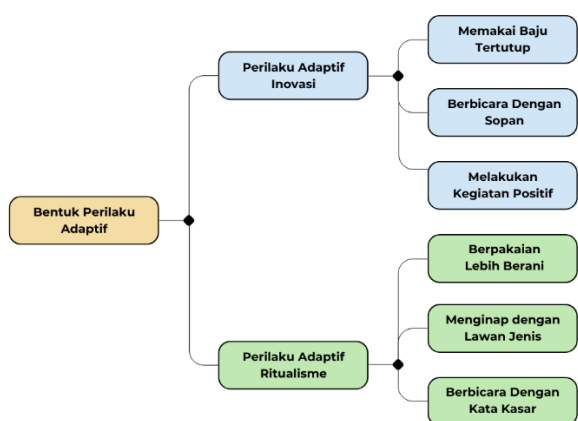 Bentuk Perilaku
Adaptif
Perilaku Adaptif
Inovasi
Memakai Baju
Tertutup
Berbicara Dengan
Sopan
Melakukan
Kegiatan Positif
Perilaku Adaptif
Ritualisme
Berpakaian
Lebih Berani
Menginap dengan
Lawan Jenis
Berbicara Dengan
Kata Kasar